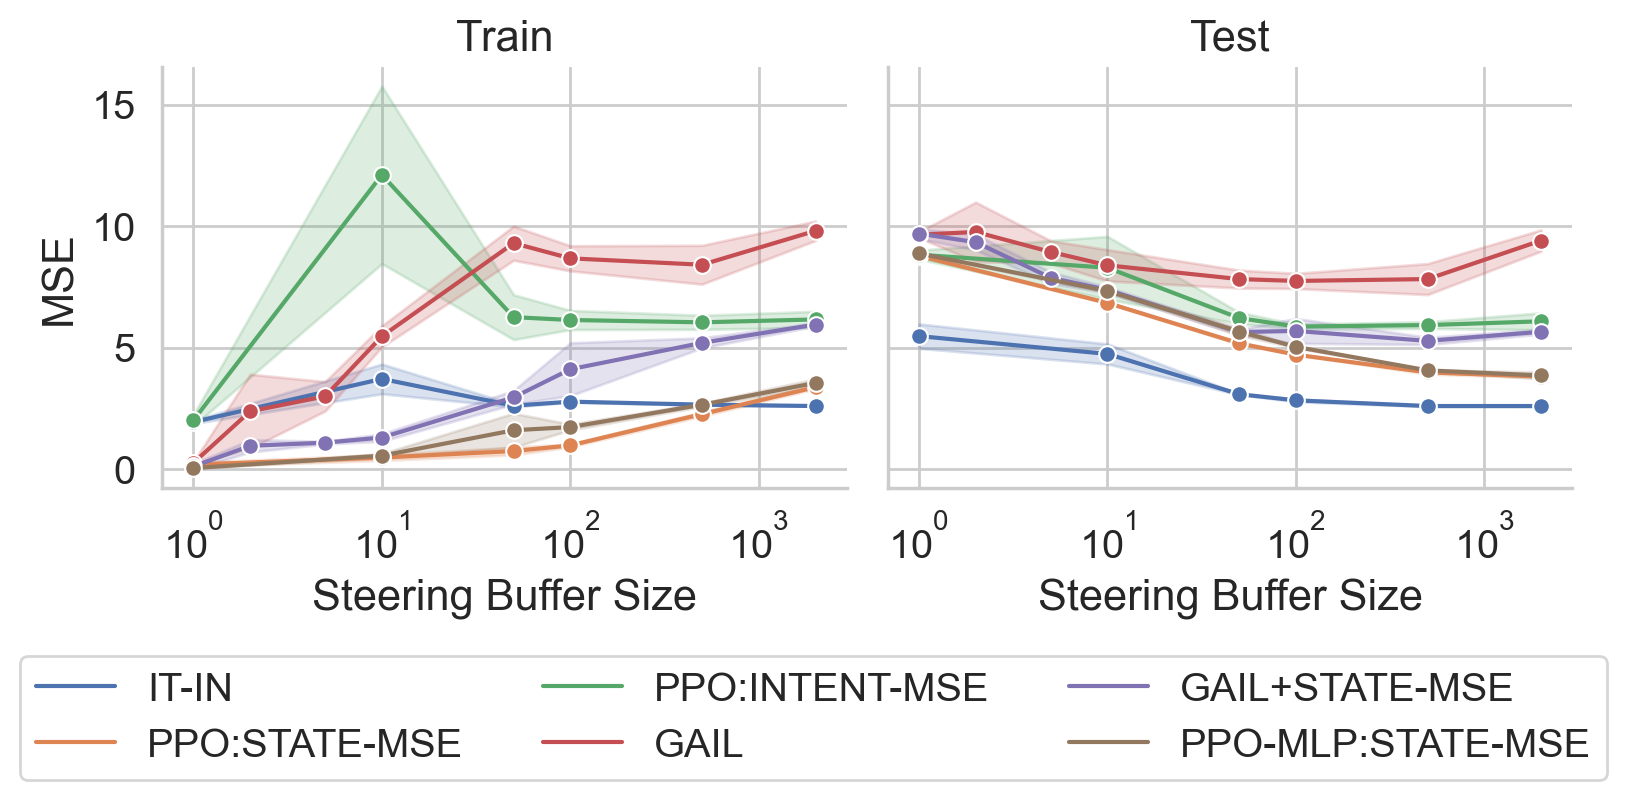 Train
Test
MSE
15
10
5
0
10^0 10^1 10^2 10^3
10^0 10^1 10^2 10^3
Steering Buffer Size
Steering Buffer Size
IT-IN
PPO:INTENT-MSE
GAIL+STATE-MSE
PPO:STATE-MSE
GAIL
PPO-MLP:STATE-MSE